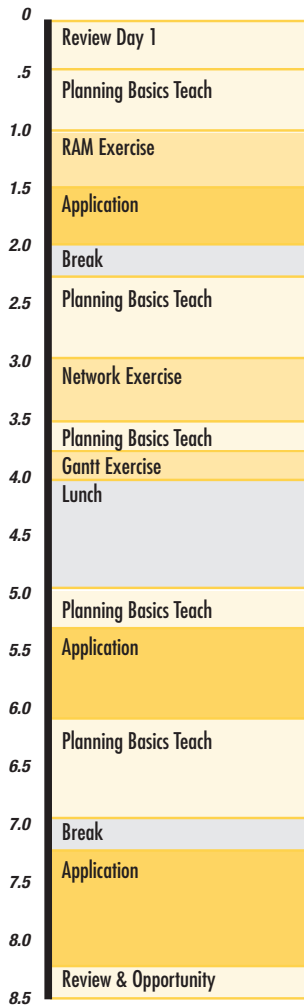 0
Review Day 1
.5
Planning Basics Teach
1.0
RAM Exercise
1.5
Application
2.0
Break
2.5
Planning Basics Teach
3.0
Network Exercise
3.5
Planning Basics Teach
Gantt Exercise
4.0
Lunch
4.5
5.0
Planning Basics Teach
5.5
Application
6.0
Planning Basics Teach
6.5
7.0
Break
Application
7.5
8.0
Review & Opportunity
8.5